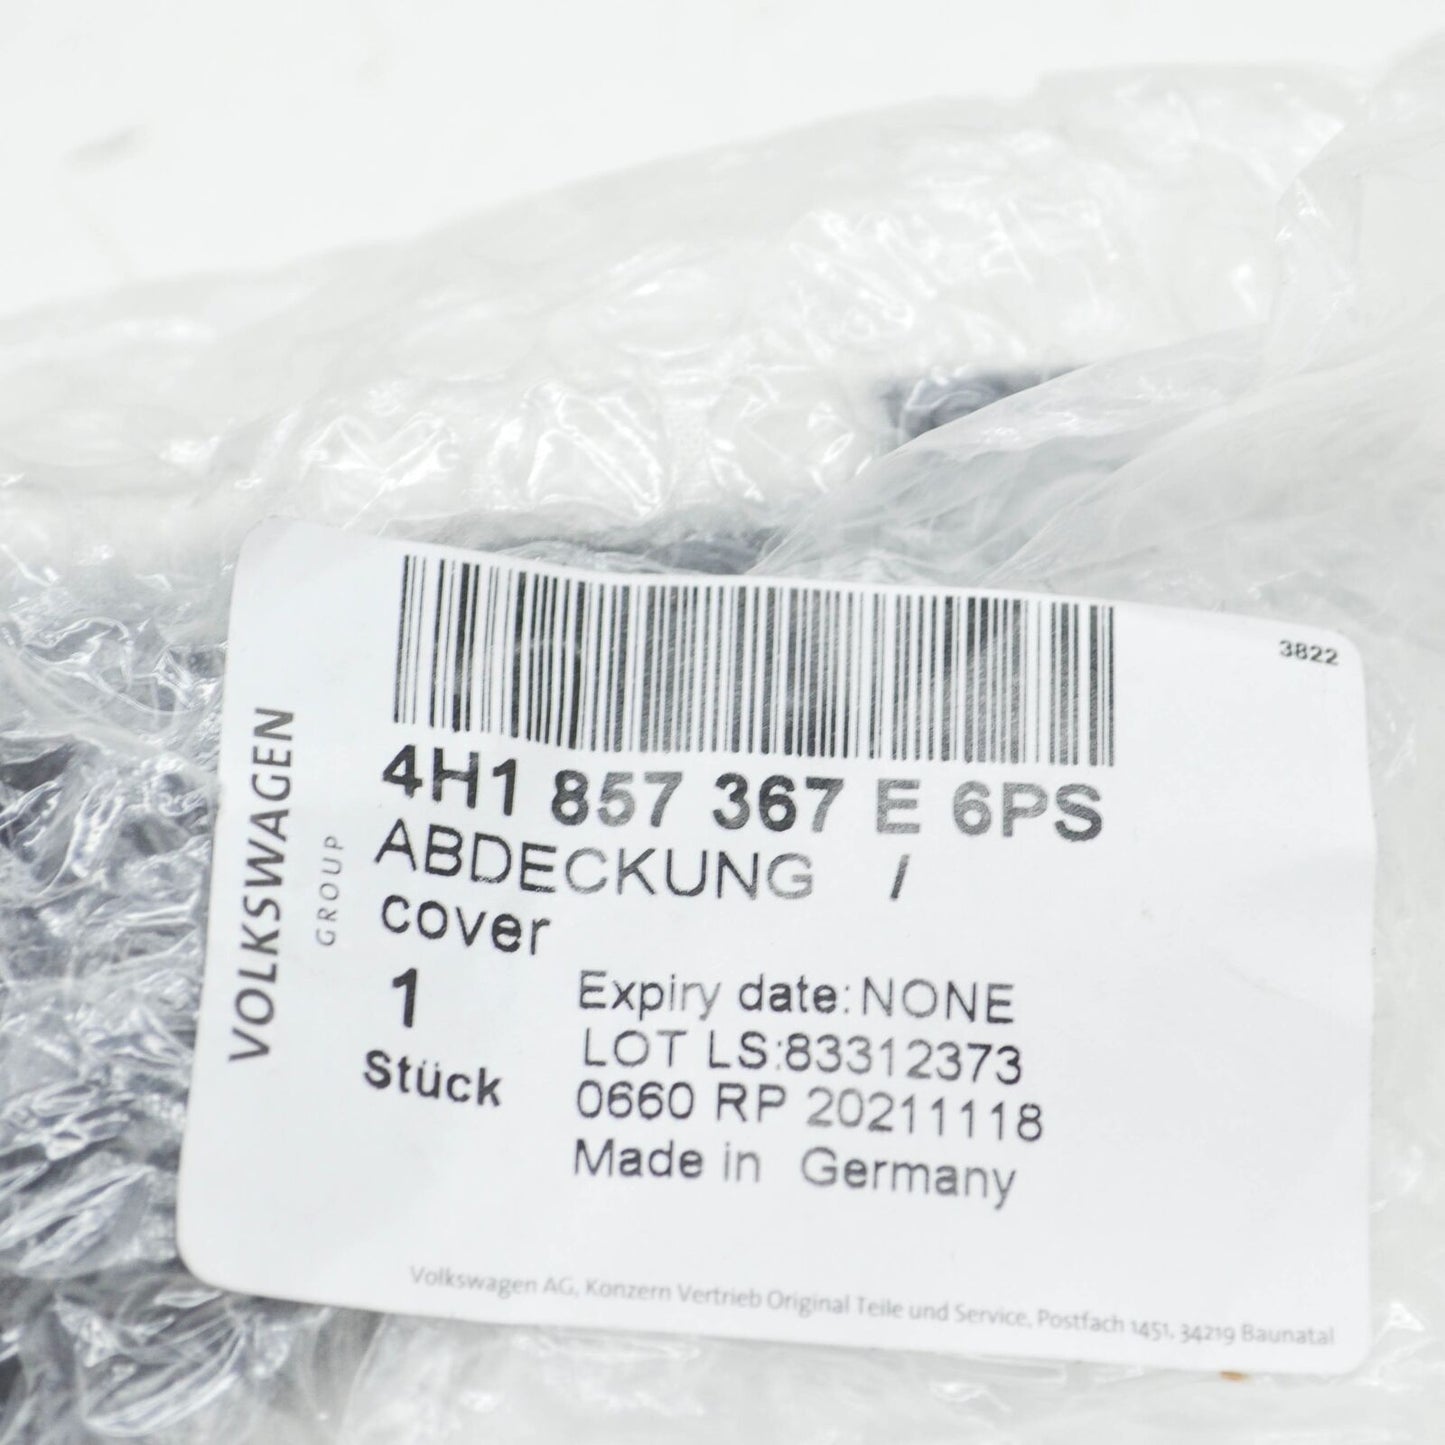 3822
VOLKSWAGEN
GROUP
4H1 857 367 E 6PS
ABDECKUNG /
cover
1
Stück
Expiry date:NONE
LOT LS:83312373
0660 RP 20211118
Made in Germany
Volkswagen AG, Konzern Vertrieb Original Teile und Service, Postfach 1451, 34219 Baunatal